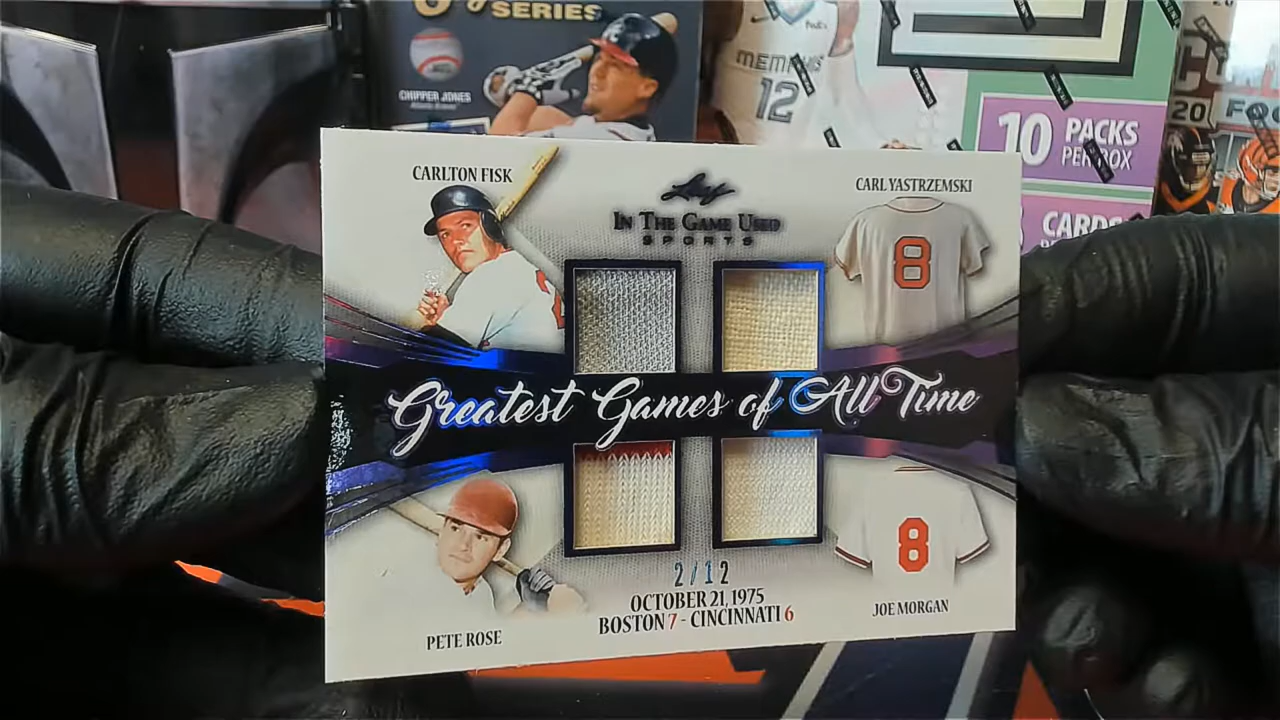 SERIES
CHIPPER JONES
MEMPHIS
12
10 PACKS
PER BOX
CARDS
20
CARLTON FISK
Leaf
CARL YASTRZEMSKI
IN THE GAME USED
SPORTS
8
Greatest Games of All Time
8
2/12
OCTOBER 21, 1975
BOSTON 7 - CINCINNATI 6
JOE MORGAN
PETE ROSE